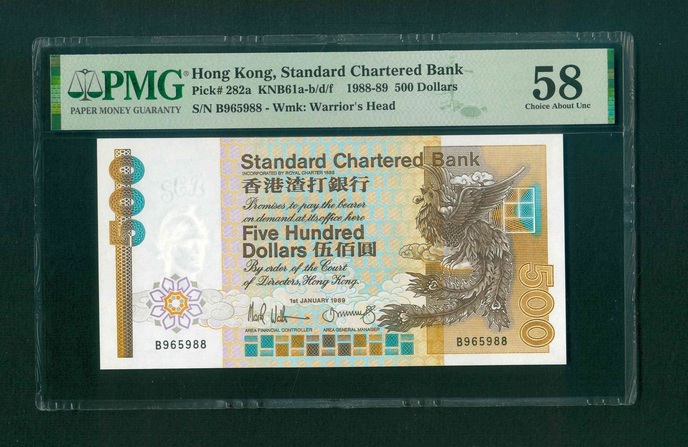 PMG
PAPER MONEY GUARANTY
Hong Kong, Standard Chartered Bank
Pick# 282a KNB61a-b/d/f 1988-89 500 Dollars
S/N B965988 - Wmk: Warrior's Head
58
Choice About Unc
Standard Chartered Bank
INCORPORATED BY ROYAL CHARTER 1853
香港渣打銀行
Promises to pay the bearer
on demand at its office here
Five Hundred
Dollars 伍佰圓
By order of the Court
of Directors, Hong Kong.
1st JANUARY 1989
AREA FINANCIAL CONTROLLER AREA GENERAL MANAGER
B965988
B965988
500
500